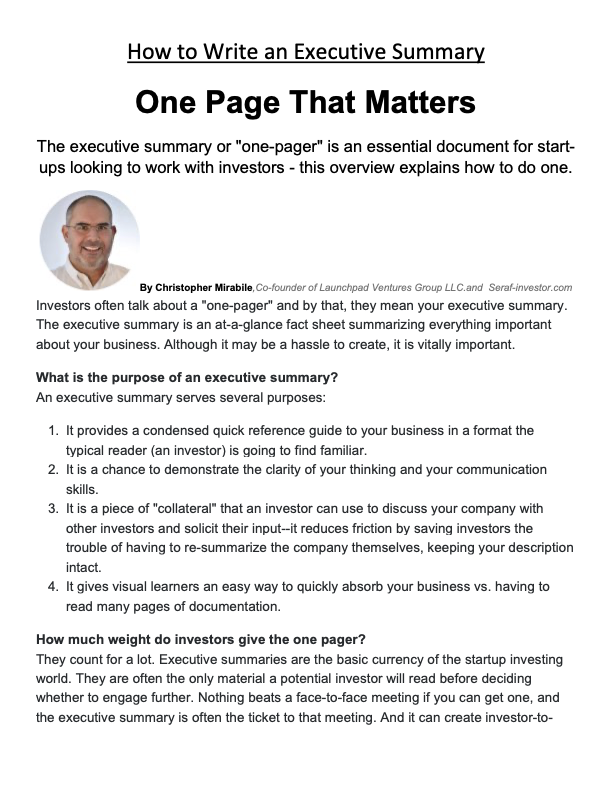 How to Write an Executive Summary
One Page That Matters
The executive summary or "one-pager" is an essential document for start-
ups looking to work with investors - this overview explains how to do one.
By Christopher Mirabile,Co-founder of Launchpad Ventures Group LLC.and Seraf-investor.com
Investors often talk about a "one-pager" and by that, they mean your executive summary.
The executive summary is an at-a-glance fact sheet summarizing everything important
about your business. Although it may be a hassle to create, it is vitally important.
What is the purpose of an executive summary?
An executive summary serves several purposes:
1. It provides a condensed quick reference guide to your business in a format the
typical reader (an investor) is going to find familiar.
2. It is a chance to demonstrate the clarity of your thinking and your communication
skills.
3. It is a piece of "collateral" that an investor can use to discuss your company with
other investors and solicit their input--it reduces friction by saving investors the
trouble of having to re-summarize the company themselves, keeping your description
intact.
4. It gives visual learners an easy way to quickly absorb your business vs. having to
read many pages of documentation.
How much weight do investors give the one pager?
They count for a lot. Executive summaries are the basic currency of the startup investing
world. They are often the only material a potential investor will read before deciding
whether to engage further. Nothing beats a face-to-face meeting if you can get one, and
the executive summary is often the ticket to that meeting. And it can create investor-to-